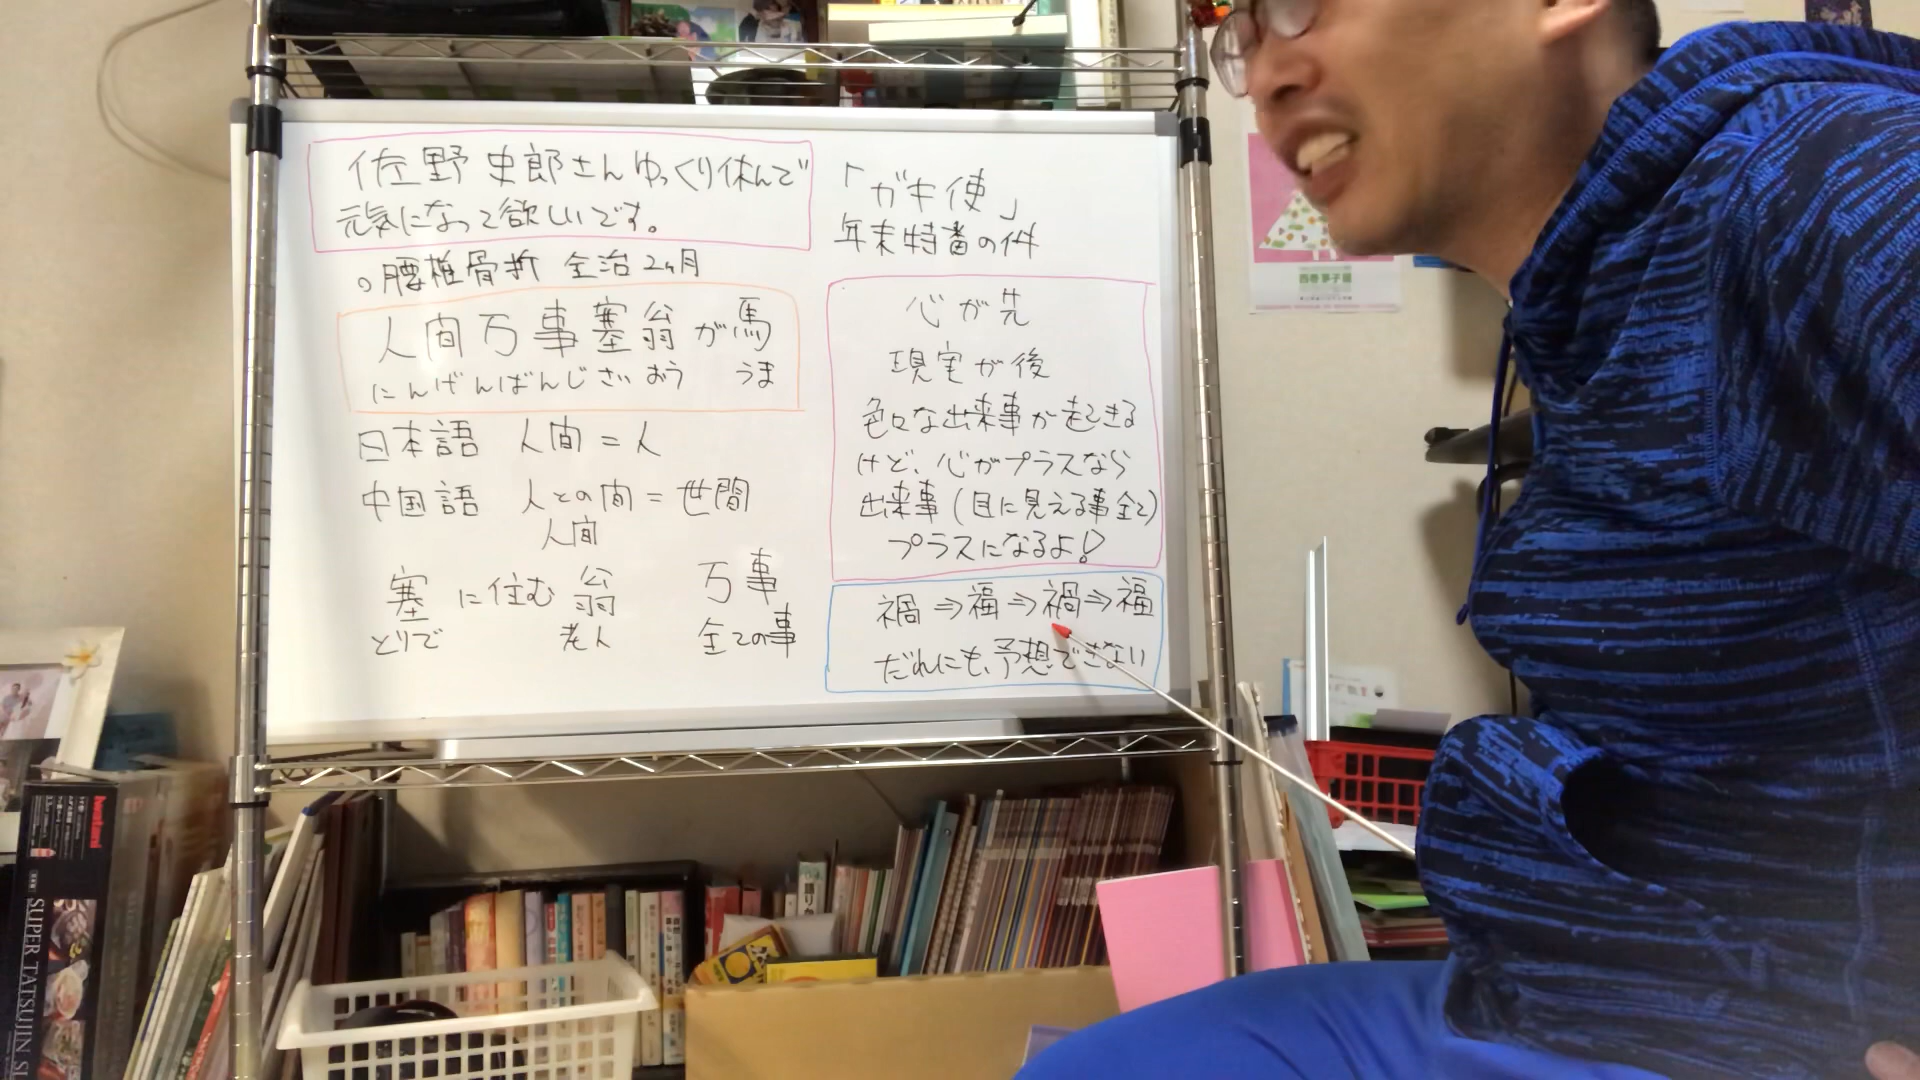 佐野史郎さんゆっくり休んで
元気になって欲しいです。
○腰椎骨折 全治2ヶ月
人間万事塞翁が馬
にんげんばんじさいおう うま
日本語 人間=人
中国語 人との間=世間
人間
塞に住む翁 万事
とりで 老人 全ての事
「ガキ使」
年末特番の件
心が先
現実が後
色々な出来事が起きる
けど、心がプラスなら
出来事(目に見える事全て)
プラスになるよ!
禍⇒福⇒禍⇒福
だれにも予想できない
SUPER TATSUJIN